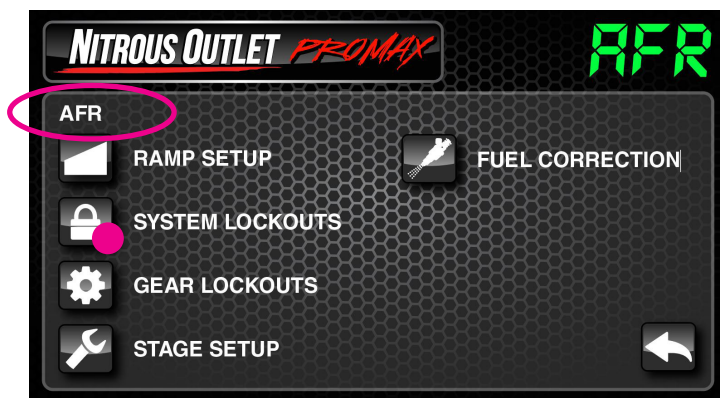 NITROUS OUTLET PROMAX
AFR
AFR
RAMP SETUP
FUEL CORRECTION
SYSTEM LOCKOUTS
GEAR LOCKOUTS
STAGE SETUP